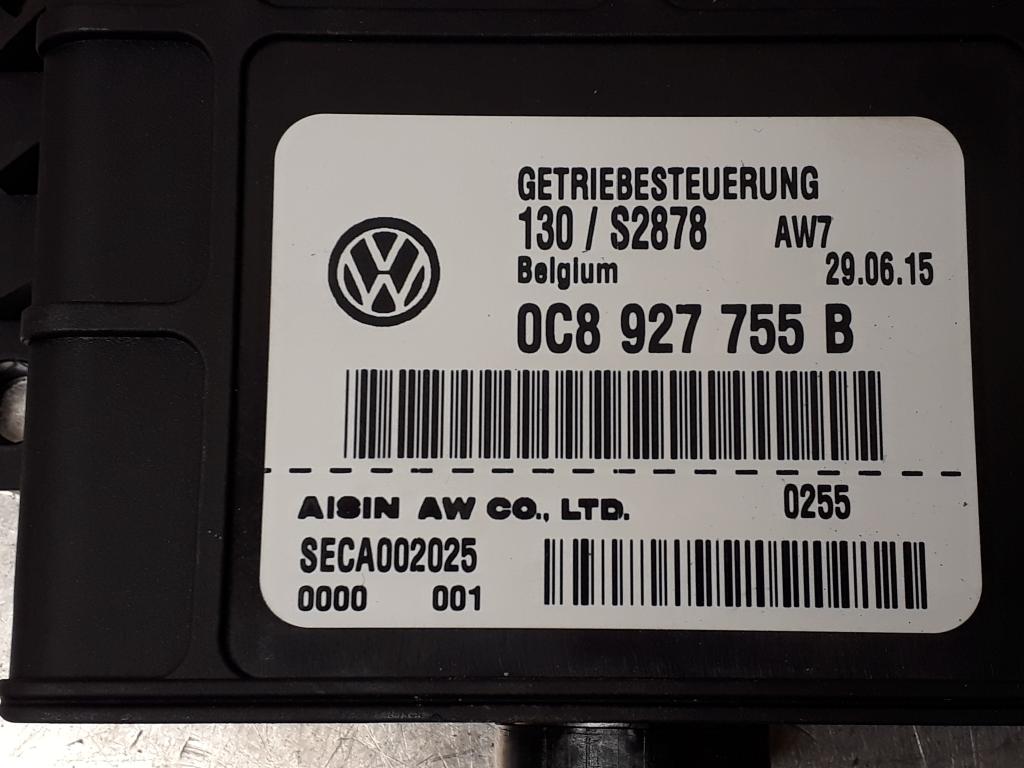 GETRIEBESTEUERUNG
130 / S2878 AW7
Belgium 29.06.15
0C8 927 755 B
AISIN AW CO., LTD. 0255
SECA002025
0000 001